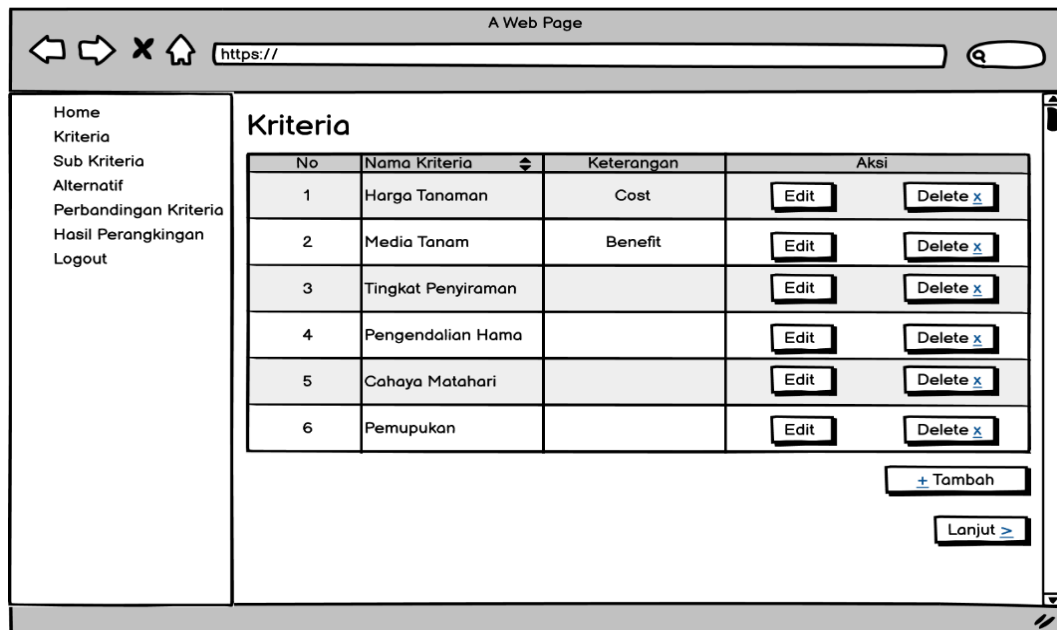 A Web Page
https://
Home
Kriteria
Sub Kriteria
Alternatif
Perbandingan Kriteria
Hasil Perangkingan
Logout
Kriteria
No Nama Kriteria Keterangan Aksi
1 Harga Tanaman Cost Edit Delete x
2 Media Tanam Benefit Edit Delete x
3 Tingkat Penyiraman Edit Delete x
4 Pengendalian Hama Edit Delete x
5 Cahaya Matahari Edit Delete x
6 Pemupukan Edit Delete x
+ Tambah
Lanjut >